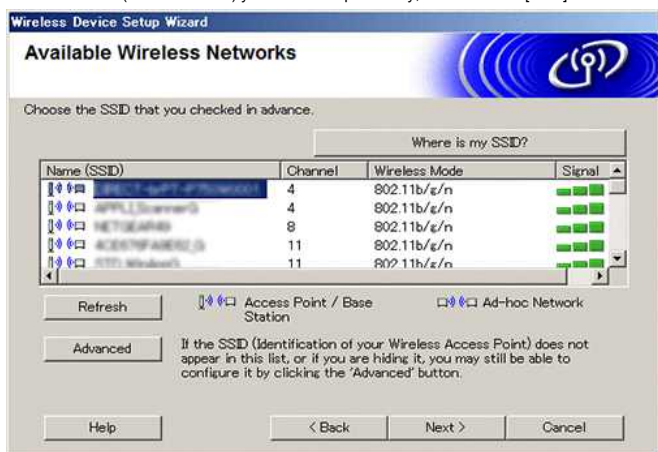 Wireless Device Setup Wizard
Available Wireless Networks
Choose the SSID that you checked in advance.
Where is my SSID?
Name (SSID) Channel Wireless Mode Signal
4 802.11b/g/n
4 802.11b/g/n
8 802.11b/g/n
11 802.11b/g/n
11 802.11b/g/n
Refresh
Access Point / Base
Station
Ad-hoc Network
Advanced
If the SSID (Identification of your Wireless Access Point) does not
appear in this list, or if you are hiding it, you may still be able to
configure it by clicking the 'Advanced' button.
Help < Back Next > Cancel